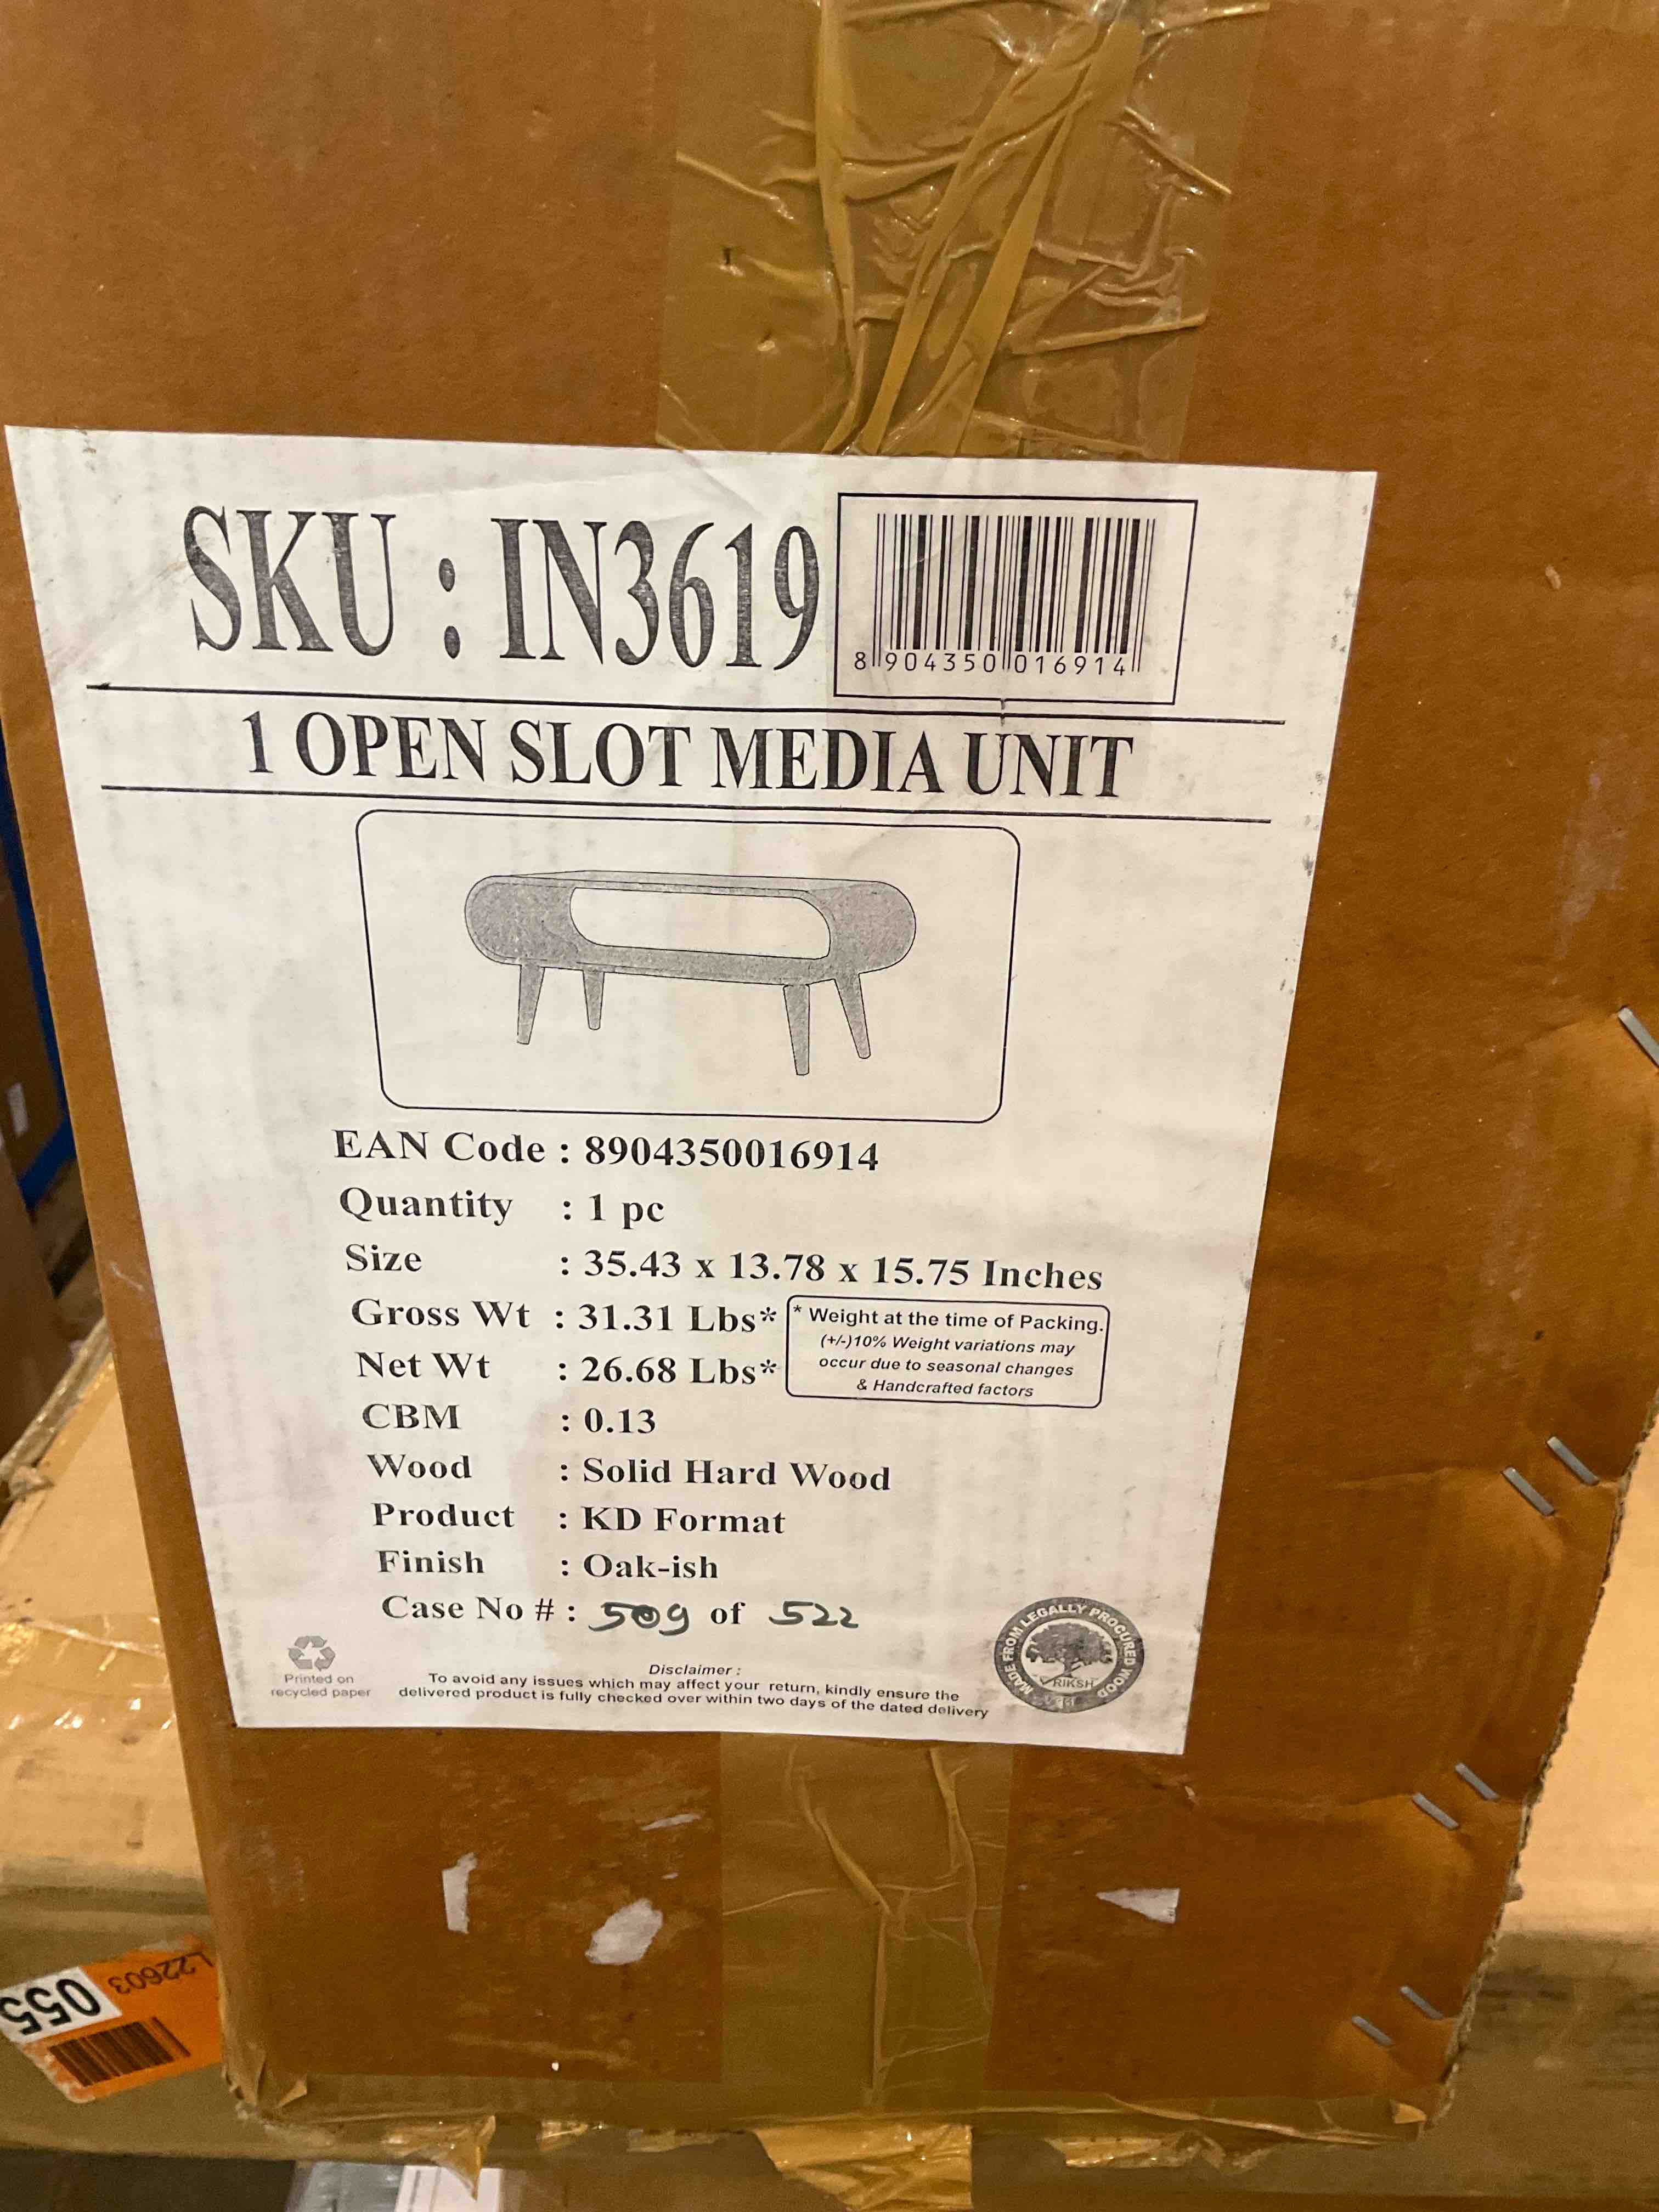 SKU : IN3619
8 904350 016914
1 OPEN SLOT MEDIA UNIT
EAN Code : 8904350016914
Quantity : 1 pc
Size : 35.43 x 13.78 x 15.75 Inches
Gross Wt : 31.31 Lbs*
* Weight at the time of Packing.
(+/-)10% Weight variations may
occur due to seasonal changes
& Handcrafted factors
Net Wt : 26.68 Lbs*
CBM : 0.13
Wood : Solid Hard Wood
Product : KD Format
Finish : Oak-ish
Case No # : 509 of 522
Printed on
recycled paper
Disclaimer :
To avoid any issues which may affect your return, kindly ensure the
delivered product is fully checked over within two days of the dated delivery
MADE FROM LEGALLY PROCURED WOOD
VRIKSH
055
L22603